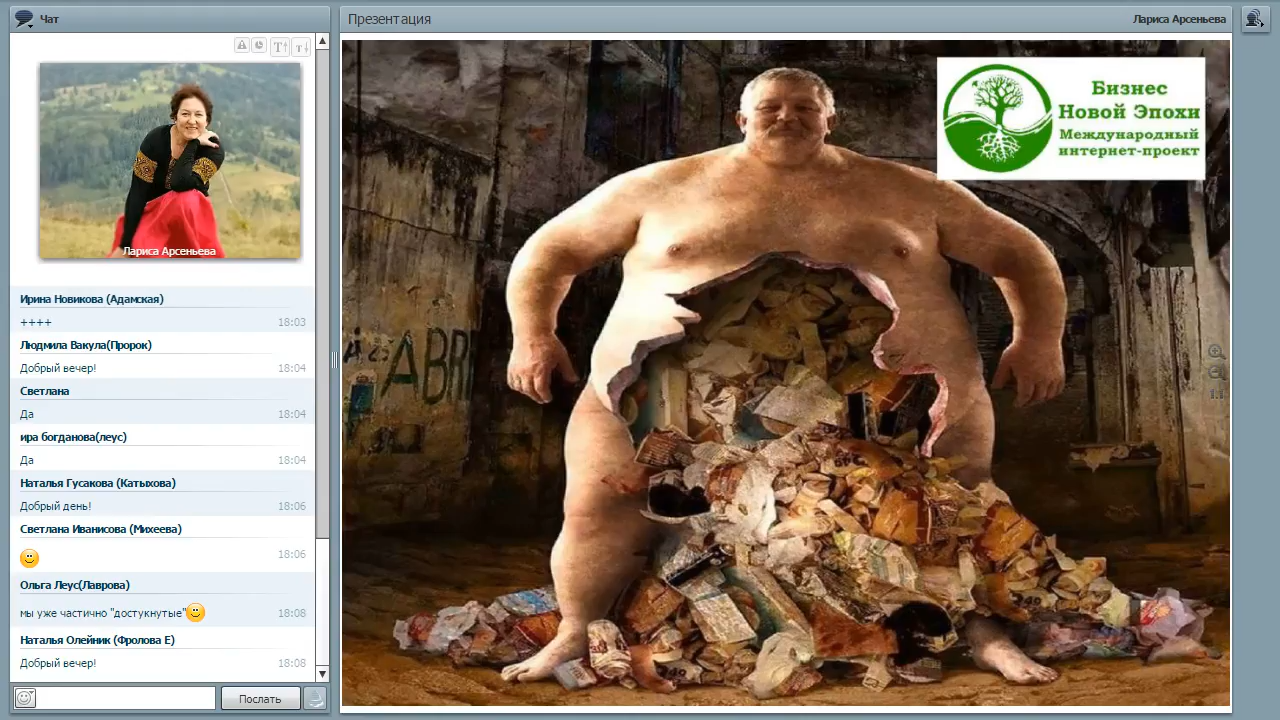 Чат
Лариса Арсеньева
Ирина Новикова (Адамская)
++++
18:03
Людмила Вакула(Пророк)
Добрый вечер!
18:04
Светлана
Да
18:04
ира богданова(леус)
Да
18:04
Наталья Гусакова (Катыхова)
Добрый день!
18:06
Светлана Иванисова (Михеева)
18:06
Ольга Леус(Лаврова)
мы уже частично "достукнутые"
18:08
Наталья Олейник (Фролова Е)
Добрый вечер!
18:08
Послать
Презентация
Лариса Арсеньева
Бизнес
Новой Эпохи
Международный
интернет-проект
ABR
1:1